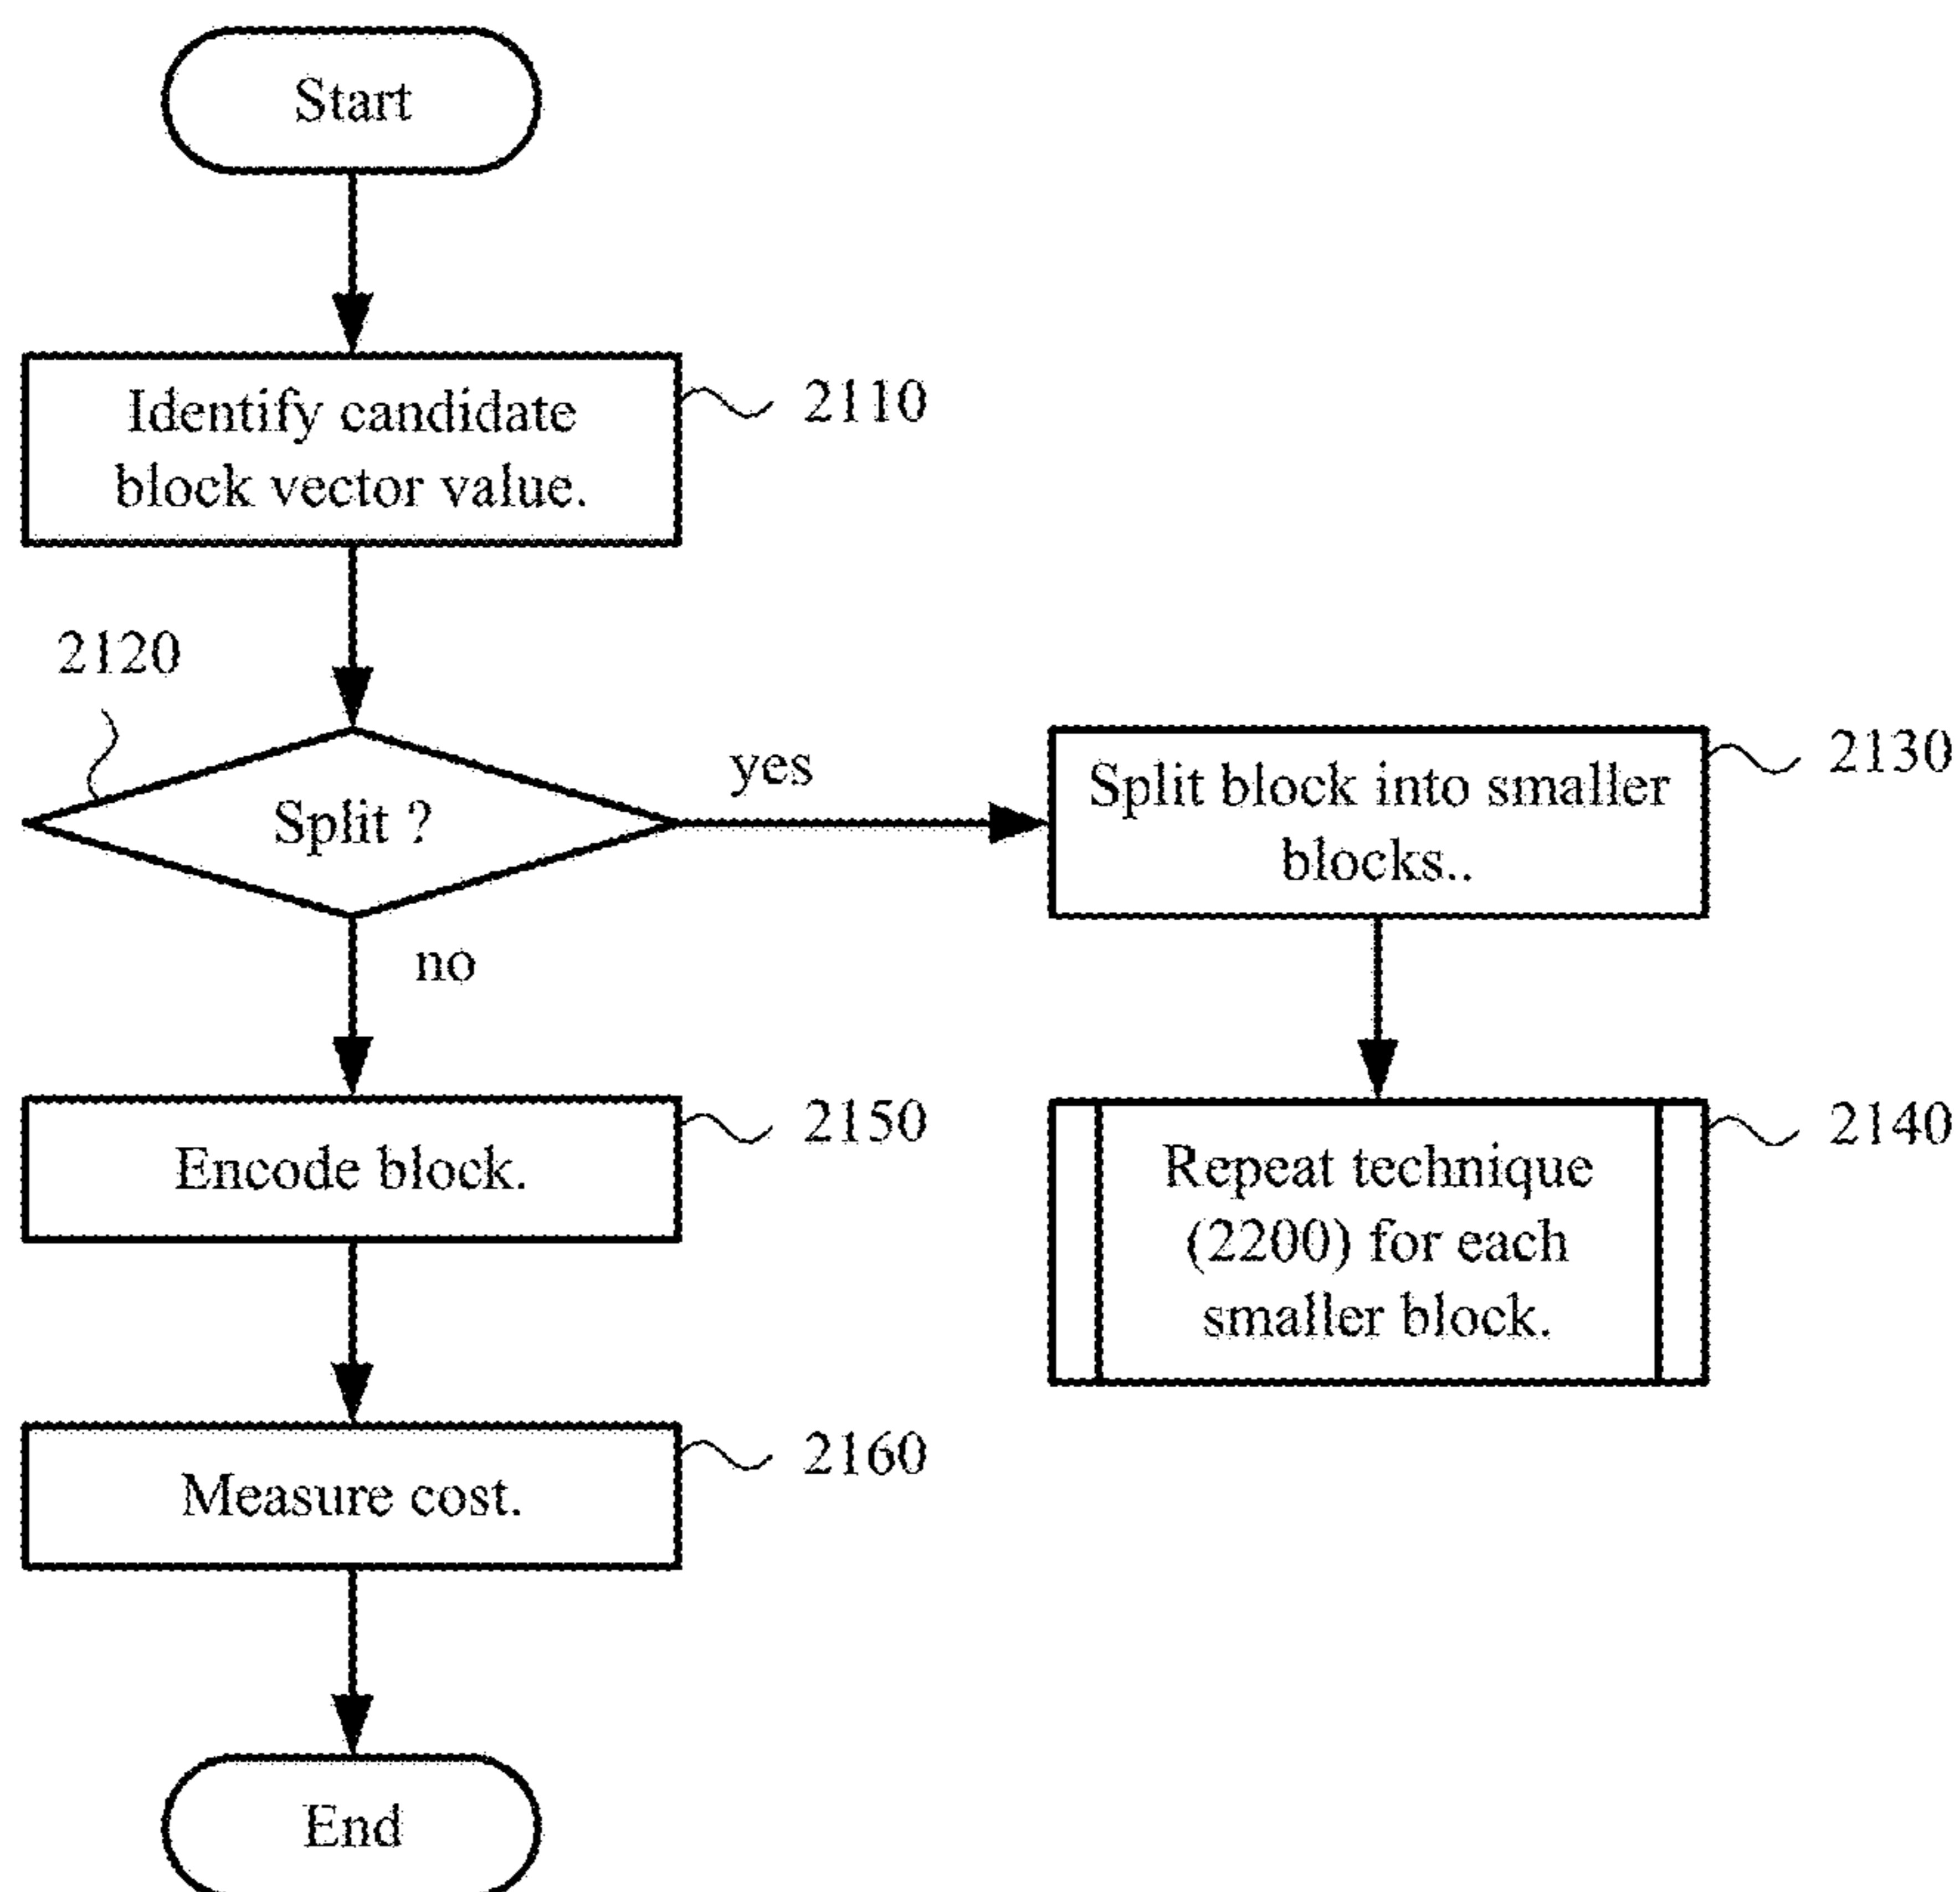 Start
Identify candidate
block vector value.
2110
2120
Split ?
yes
no
Split block into smaller
blocks..
2130
Repeat technique
(2200) for each
smaller block.
2140
Encode block.
2150
Measure cost.
2160
End